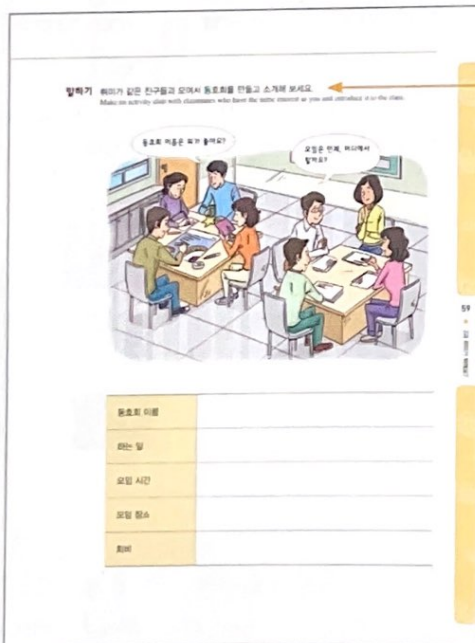 말하기 취미가 같은 친구들과 모여서 동호회를 만들고 소개해 보세요.
Make an activity club with classmates who have the same interest as you and introduce it to the class.
동호회 이름은 뭐가 좋아요?
모임은 언제, 어디에서
할까요?
동호회 이름
하는 일
모임 시간
모임 장소
회비
59